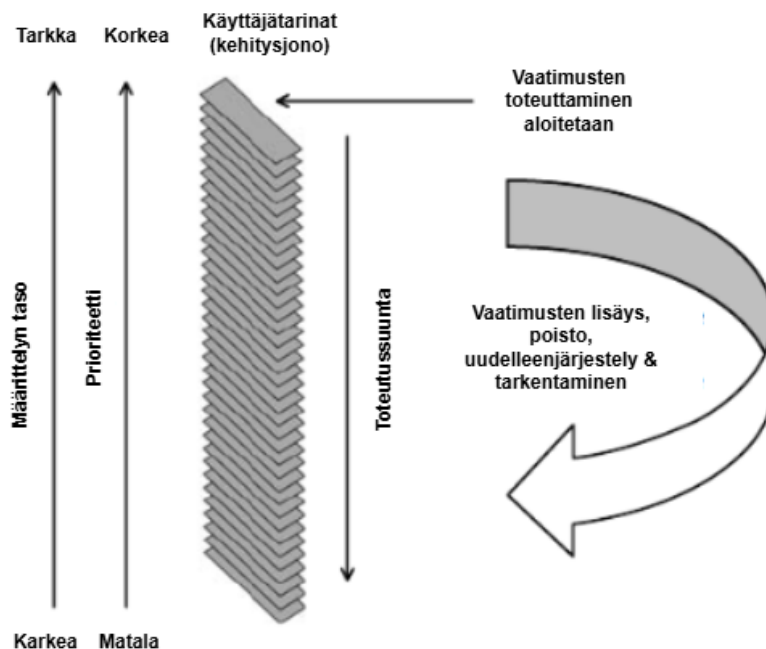 Tarkka
Korkea
Käyttäjätarinat
(kehitysjono)
Vaatimusten
toteuttaminen
aloitetaan
Määrittelyn taso
Prioriteetti
Toteutussuunta
Vaatimusten lisäys,
poisto,
uudelleenjärjestely &
tarkentaminen
Karkea
Matala